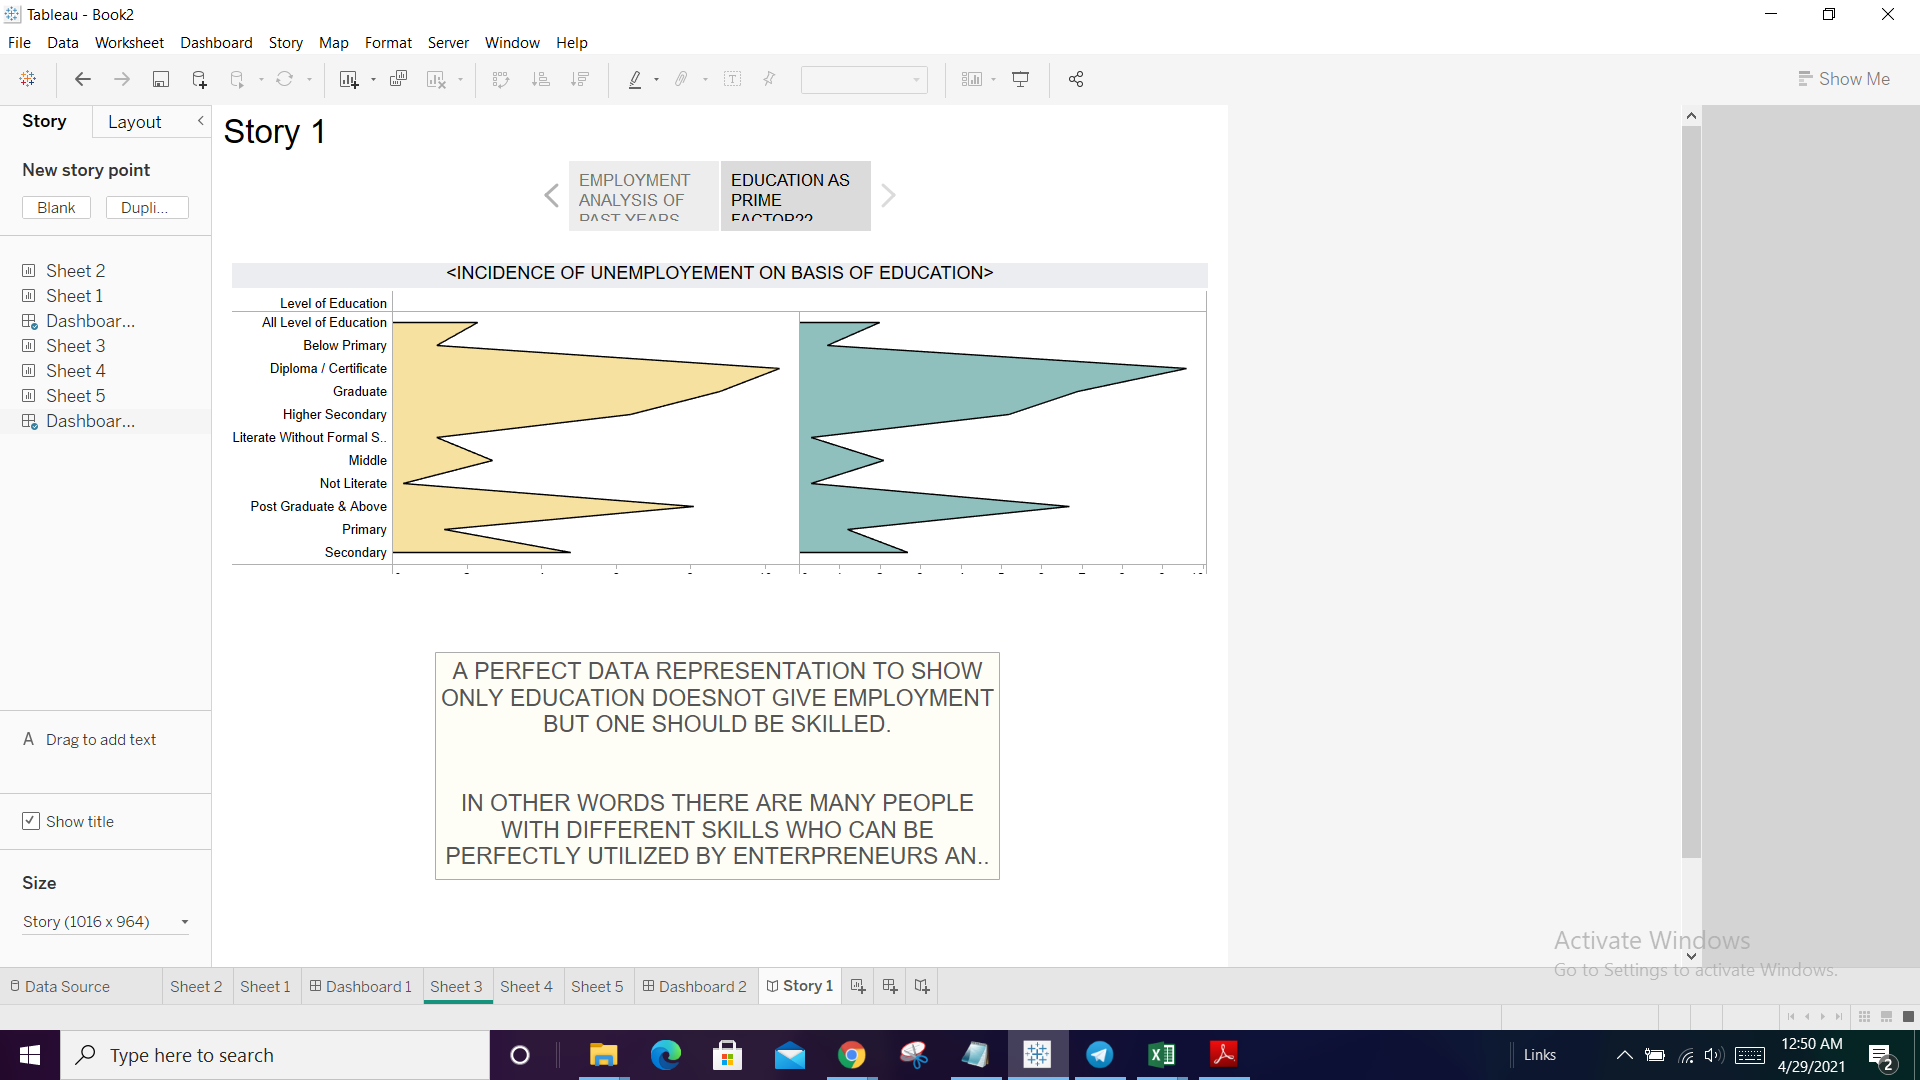 Tableau - Book2
File Data Worksheet Dashboard Story Map Format Server Window Help
Show Me
Story Layout
New story point
Blank Dupli...
Sheet 2
Sheet 1
Dashboar...
Sheet 3
Sheet 4
Sheet 5
Dashboar...
A Drag to add text
Show title
Size
Story (1016 x 964)
Story 1
EMPLOYMENT
ANALYSIS OF
PAST YEARS
EDUCATION AS
PRIME
FACTOR??
<INCIDENCE OF UNEMPLOYEMENT ON BASIS OF EDUCATION>
Level of Education
All Level of Education
Below Primary
Diploma / Certificate
Graduate
Higher Secondary
Literate Without Formal S..
Middle
Not Literate
Post Graduate & Above
Primary
Secondary
A PERFECT DATA REPRESENTATION TO SHOW
ONLY EDUCATION DOESNOT GIVE EMPLOYMENT
BUT ONE SHOULD BE SKILLED.
IN OTHER WORDS THERE ARE MANY PEOPLE
WITH DIFFERENT SKILLS WHO CAN BE
PERFECTLY UTILIZED BY ENTERPRENEURS AN..
Activate Windows
Go to Settings to activate Windows.
Data Source Sheet 2 Sheet 1 Dashboard 1 Sheet 3 Sheet 4 Sheet 5 Dashboard 2 Story 1
Type here to search
Links
12:50 AM
4/29/2021
2